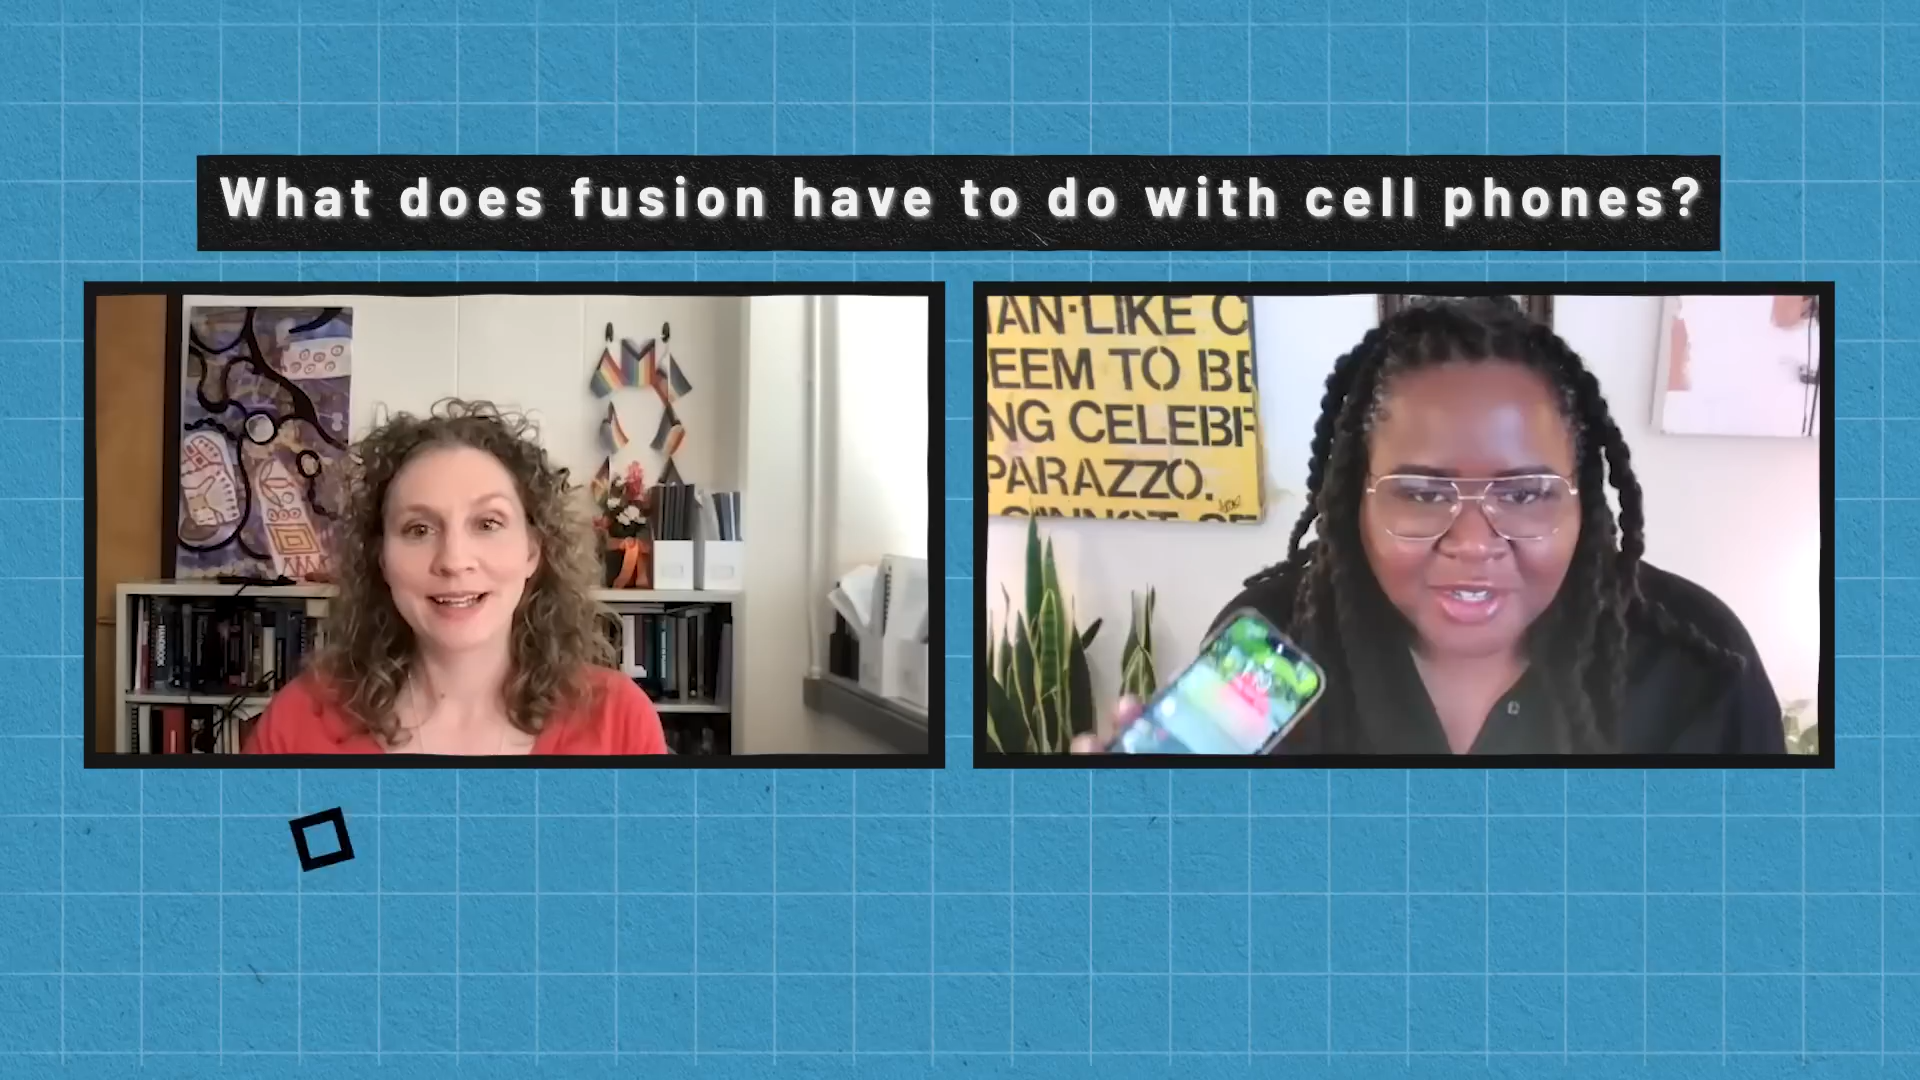 What does fusion have to do with cell phones?
AN·LIKE C
EEM TO BE
NG CELEBR
PARAZZO.